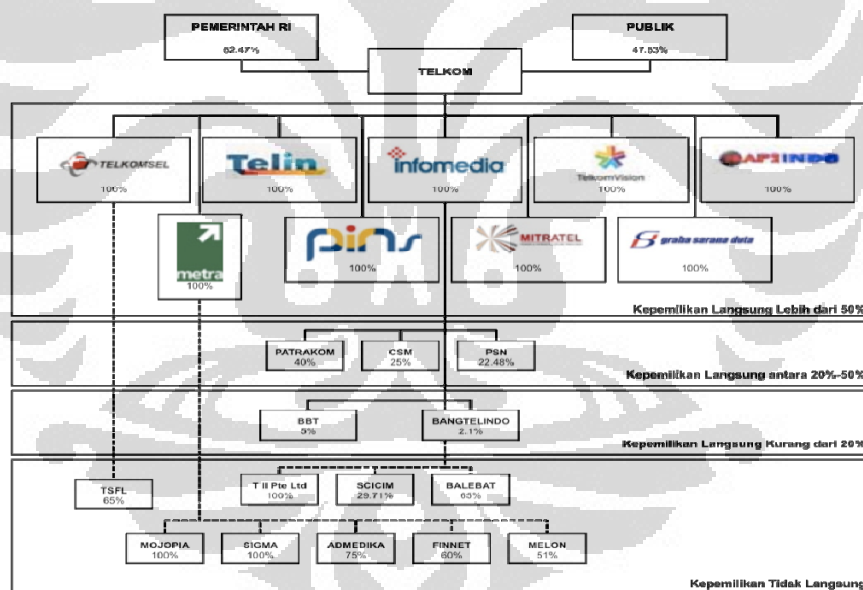 PEMERINTAH RI
62.47%
PUBLIK
47.53%
TELKOM
TELKOMSEL
100%
Telin
100%
infomedia
100%
TelkomVision
100%
100%
metra
100%
pins
100%
MITRATEL
100%
graha sarana duta
100%
Kepemilikan Langsung Lebih dari 50%
PATRAKOM
40%
CSM
25%
PSN
22.48%
Kepemilikan Langsung antara 20%-50%
BBT
5%
BANGTELINDO
2.1%
Kepemilikan Langsung Kurang dari 20%
TSFL
65%
T II Pte Ltd
100%
SCICIM
29.71%
BALEBAT
65%
MOJOPIA
100%
SIGMA
100%
ADMEDIKA
75%
FINNET
60%
MELON
51%
Kepemilikan Tidak Langsung